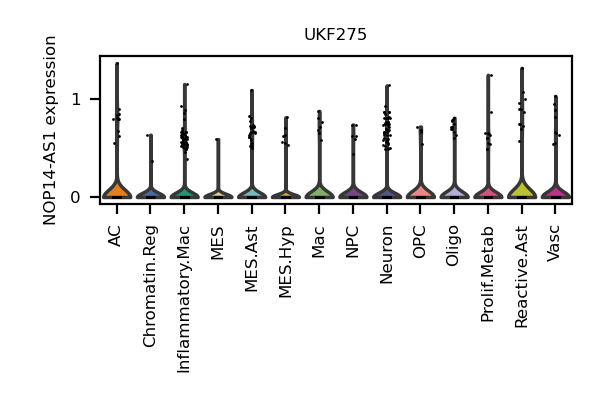 UKF275
NOP14-AS1 expression
1
0
AC
Chromatin.Reg
Inflammatory.Mac
MES
MES.Ast
MES.Hyp
Mac
NPC
Neuron
OPC
Oligo
Prolif.Metab
Reactive.Ast
Vasc